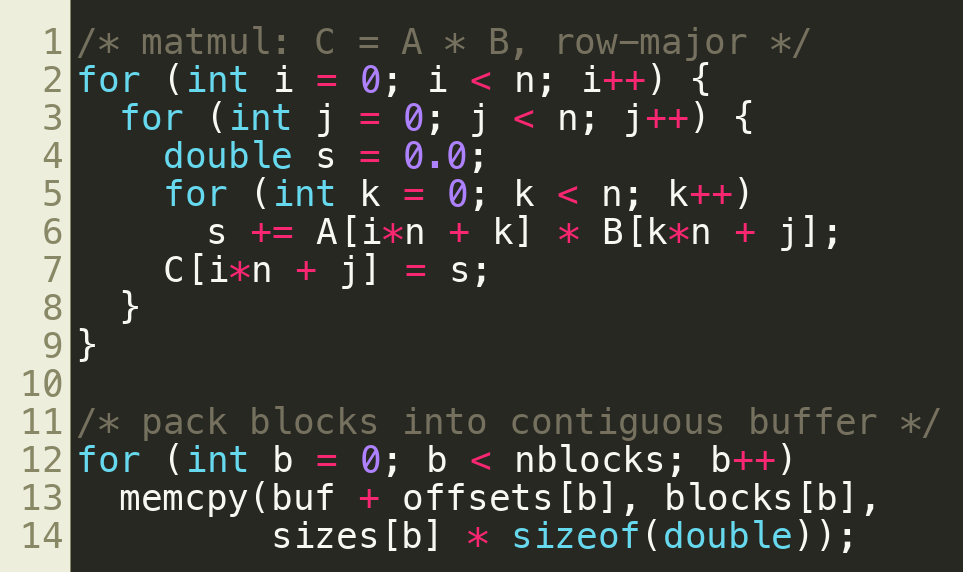 1 /* matmul: C = A * B, row-major */
2 for (int i = 0; i < n; i++) {
3   for (int j = 0; j < n; j++) {
4     double s = 0.0;
5     for (int k = 0; k < n; k++)
6       s += A[i*n + k] * B[k*n + j];
7     C[i*n + j] = s;
8   }
9 }
10
11 /* pack blocks into contiguous buffer */
12 for (int b = 0; b < nblocks; b++)
13   memcpy(buf + offsets[b], blocks[b],
14          sizes[b] * sizeof(double));